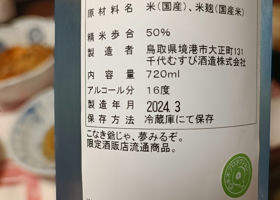 原材料名 米(国産)、米麹(国産米)
精米歩合 50%
製造者 鳥取県境港市大正町131
千代むすび酒造株式会社
内容量 720ml
アルコール分 16度
製造年月 2024.3
保存方法 冷蔵庫にて保存
こなき爺じゃ、夢みるぞ。
限定酒販店流通商品。